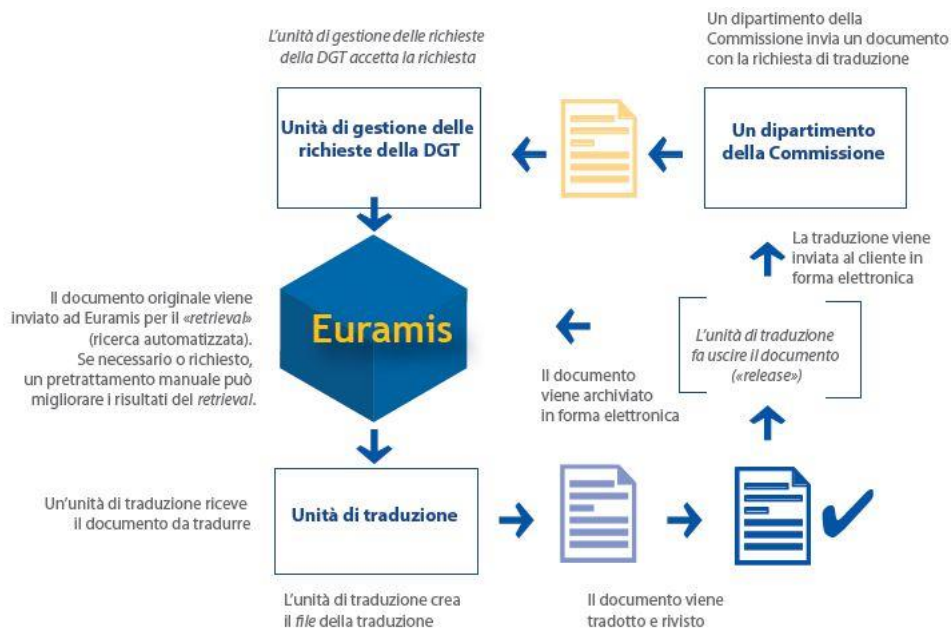 L'unità di gestione delle richieste
della DGT accetta la richiesta
Un dipartimento della
Commissione invia un documento
con la richiesta di traduzione
Unità di gestione delle
richieste della DGT
Un dipartimento
della Commissione
La traduzione viene
inviata al cliente in
forma elettronica
Il documento originale viene
inviato ad Euramis per il «retrieval»
(ricerca automatizzata).
Se necessario o richiesto,
un pretrattamento manuale può
migliorare i risultati del retrieval.
Euramis
L'unità di traduzione
fa uscire il documento
(«release»)
Il documento
viene archiviato
in forma elettronica
Un'unità di traduzione riceve
il documento da tradurre
Unità di traduzione
L'unità di traduzione crea
il file della traduzione
Il documento viene
tradotto e rivisto